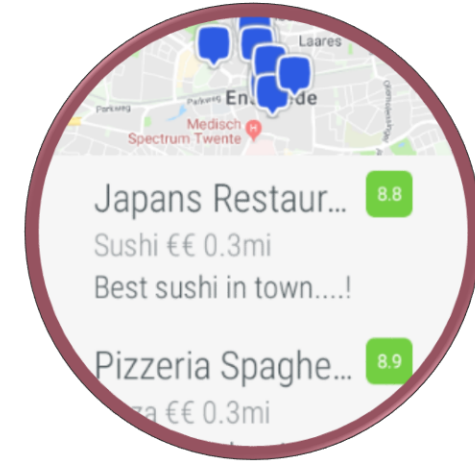 Laares
Parkweg
Parkweg
Medisch
Spectrum Twente
H
Japans Restaur...
8.8
Sushi €€ 0.3mi
Best sushi in town....!
Pizzeria Spaghe...
8.9
€€ 0.3mi